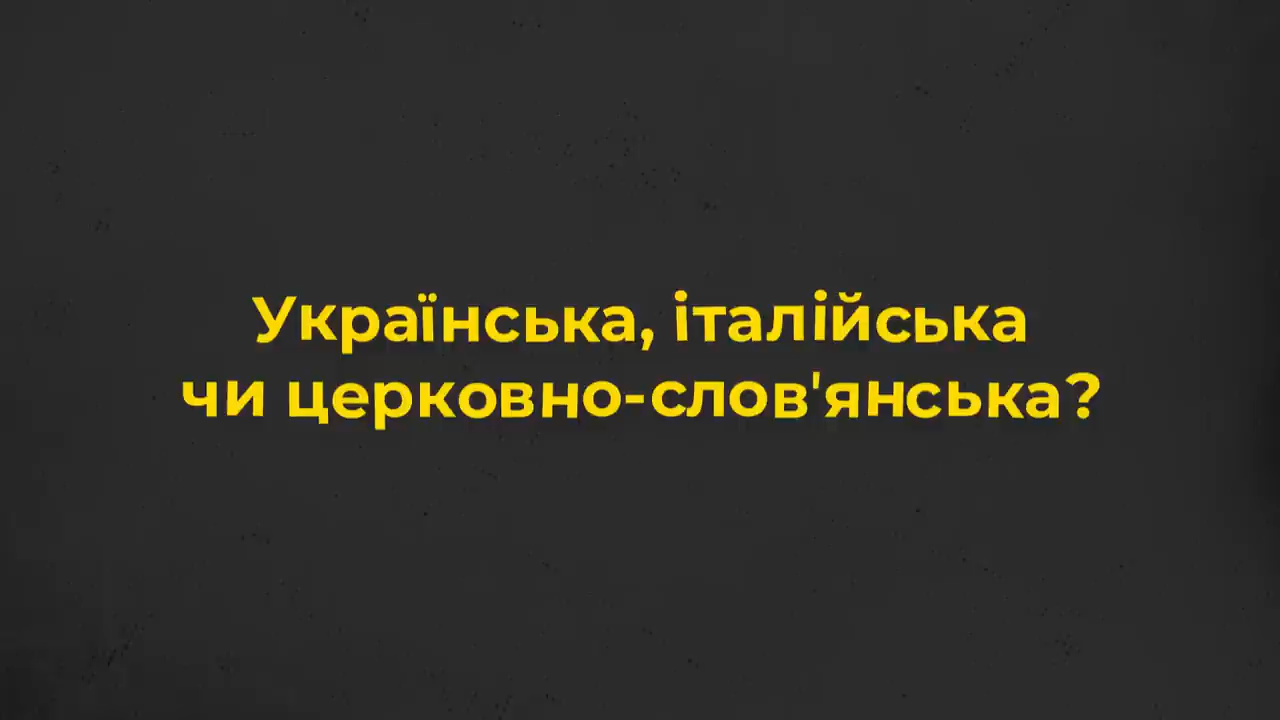 Українська, італійська
чи церковно-слов'янська?